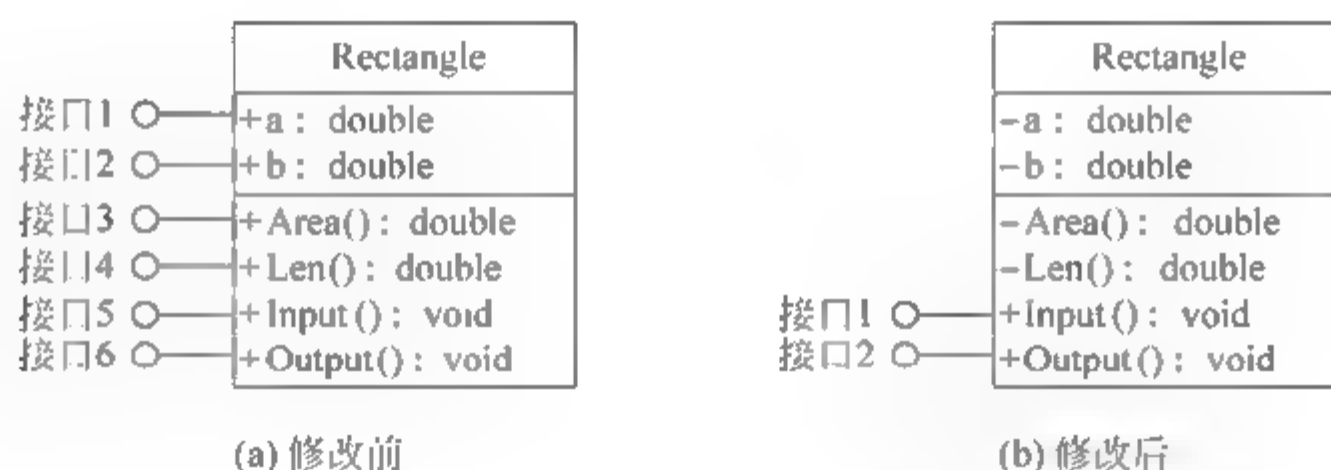 Rectangle
接口1 +a: double
接口2 +b: double
接口3 +Area(): double
接口4 +Len(): double
接口5 +Input(): void
接口6 +Output(): void
(a) 修改前
Rectangle
-a: double
-b: double
-Area(): double
-Len(): double
接口1 +Input(): void
接口2 +Output(): void
(b) 修改后